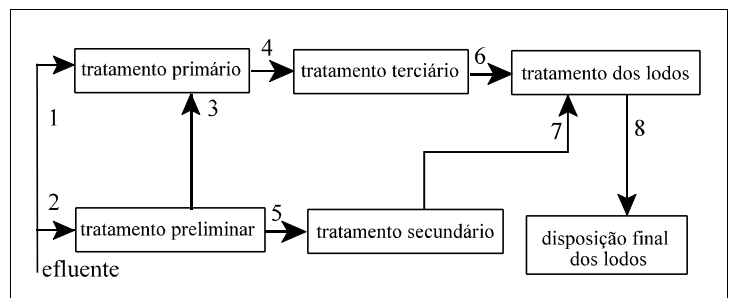 4
6
tratamento primário
tratamento terciário
tratamento dos lodos
1
3
7
8
2
5
tratamento preliminar
tratamento secundário
disposição final
dos lodos
efluente